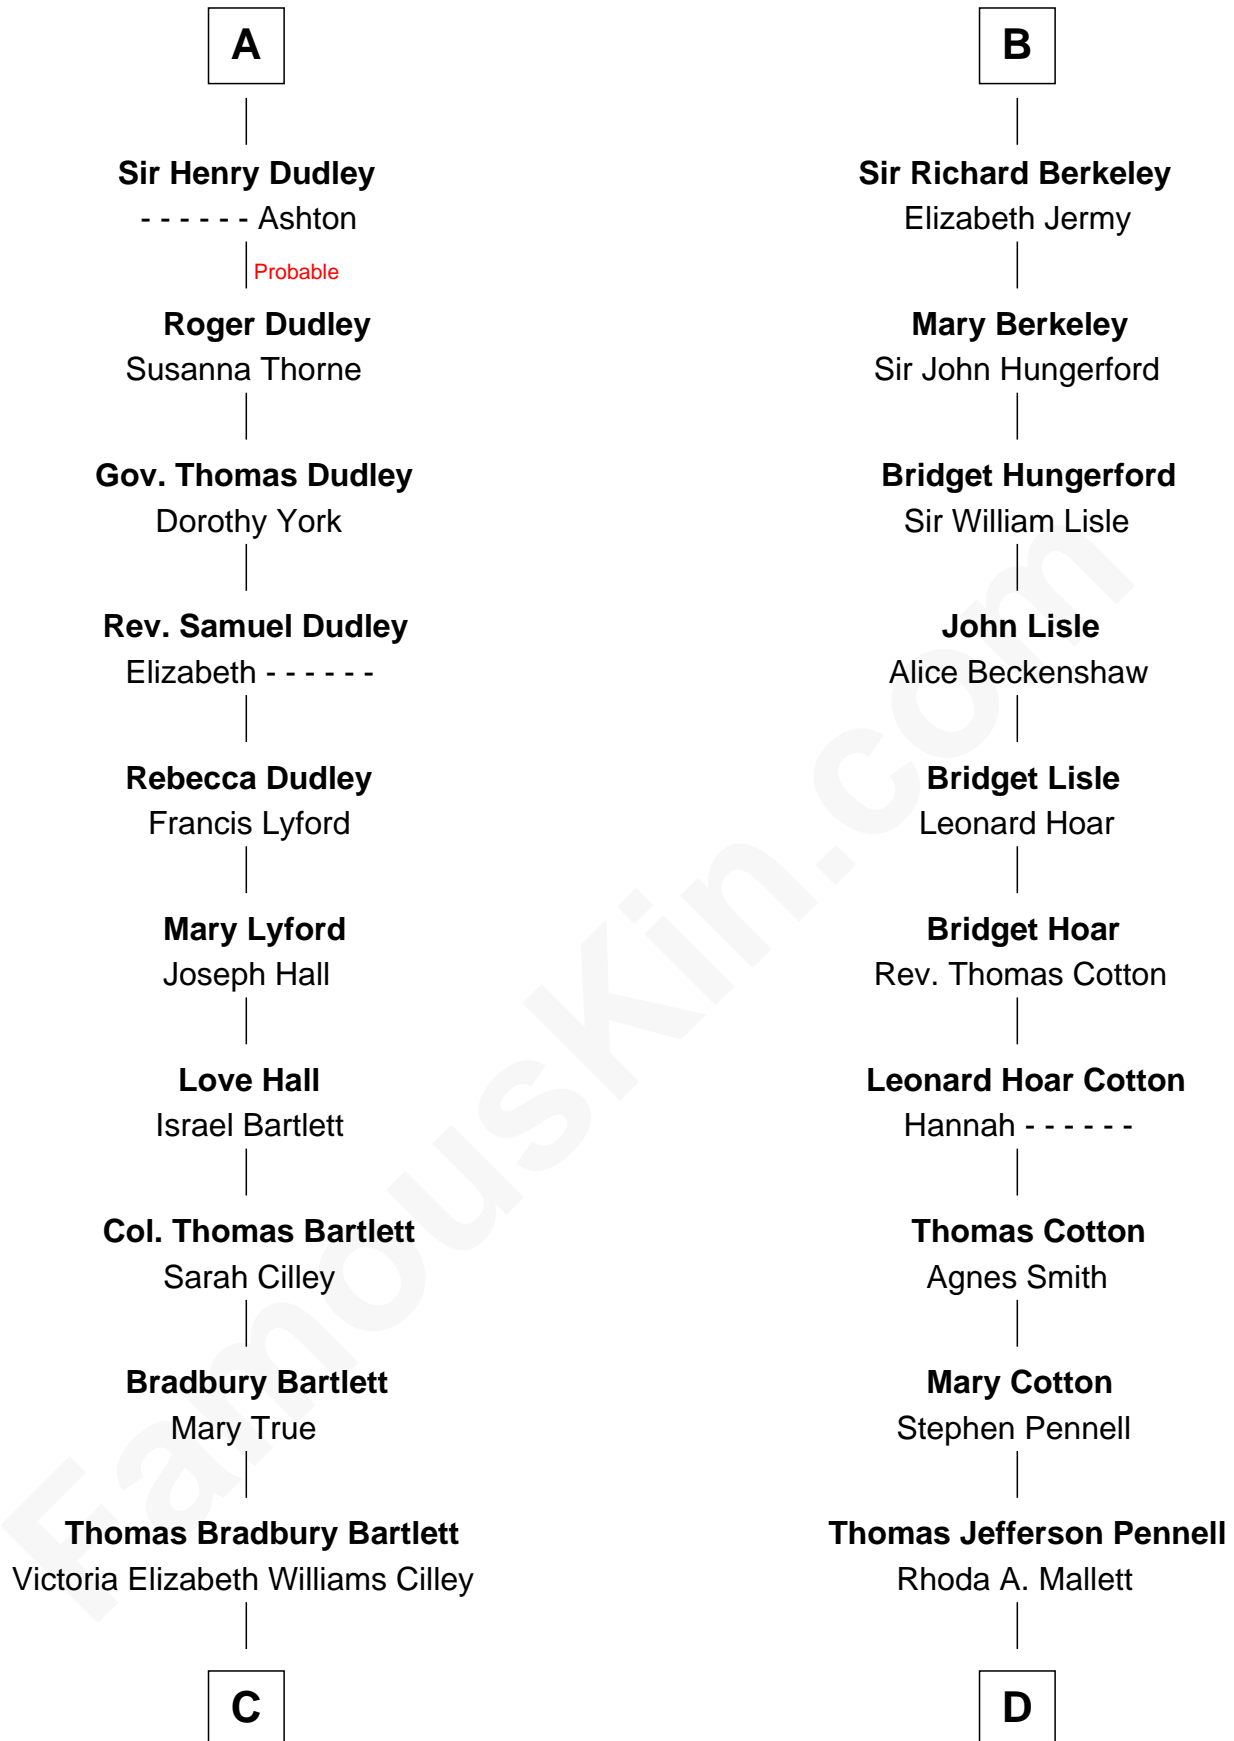 A
Sir Henry Dudley
- - - - - - Ashton
Probable
Roger Dudley
Susanna Thorne
Gov. Thomas Dudley
Dorothy York
Rev. Samuel Dudley
Elizabeth - - - - - -
Rebecca Dudley
Francis Lyford
Mary Lyford
Joseph Hall
Love Hall
Israel Bartlett
Col. Thomas Bartlett
Sarah Cilley
Bradbury Bartlett
Mary True
Thomas Bradbury Bartlett
Victoria Elizabeth Williams Cilley
C
B
Sir Richard Berkeley
Elizabeth Jermy
Mary Berkeley
Sir John Hungerford
Bridget Hungerford
Sir William Lisle
John Lisle
Alice Beckenshaw
Bridget Lisle
Leonard Hoar
Bridget Hoar
Rev. Thomas Cotton
Leonard Hoar Cotton
Hannah - - - - - -
Thomas Cotton
Agnes Smith
Mary Cotton
Stephen Pennell
Thomas Jefferson Pennell
Rhoda A. Mallett
D
FamousKin.com